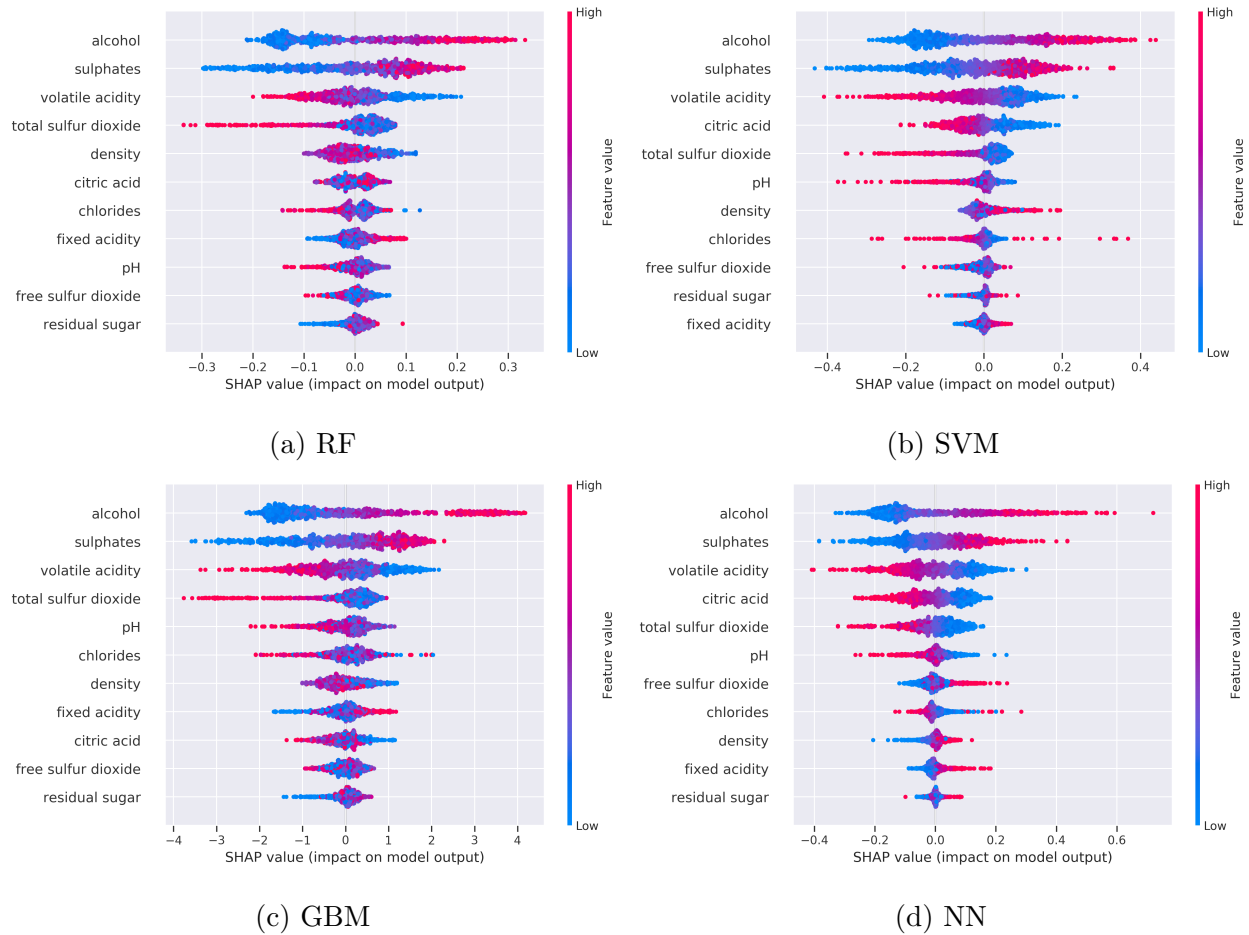 High
alcohol
sulphates
volatile acidity
total sulfur dioxide
density
citric acid
chlorides
fixed acidity
pH
free sulfur dioxide
residual sugar
Feature value
Low
−0.3 −0.2 −0.1 0.0 0.1 0.2 0.3
SHAP value (impact on model output)
(a) RF
High
alcohol
sulphates
volatile acidity
citric acid
total sulfur dioxide
pH
density
chlorides
free sulfur dioxide
residual sugar
fixed acidity
Feature value
Low
−0.4 −0.2 0.0 0.2 0.4
SHAP value (impact on model output)
(b) SVM
High
alcohol
sulphates
volatile acidity
total sulfur dioxide
pH
chlorides
density
fixed acidity
citric acid
free sulfur dioxide
residual sugar
Feature value
Low
−4 −3 −2 −1 0 1 2 3 4
SHAP value (impact on model output)
(c) GBM
High
alcohol
sulphates
volatile acidity
citric acid
total sulfur dioxide
pH
free sulfur dioxide
chlorides
density
fixed acidity
residual sugar
Feature value
Low
−0.4 −0.2 0.0 0.2 0.4 0.6
SHAP value (impact on model output)
(d) NN